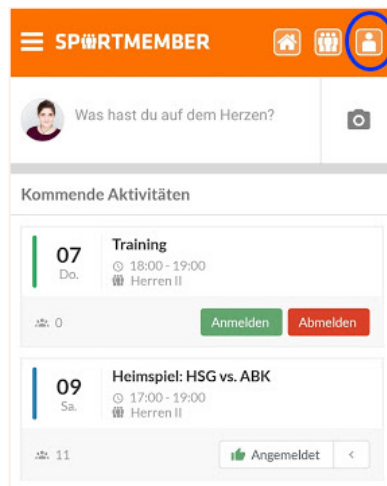 SPORTMEMBER
Was hast du auf dem Herzen?
Kommende Aktivitäten
07
Do.
Training
18:00 - 19:00
Herren II
0
Anmelden
Abmelden
09
Sa.
Heimspiel: HSG vs. ABK
17:00 - 19:00
Herren II
11
Angemeldet
<